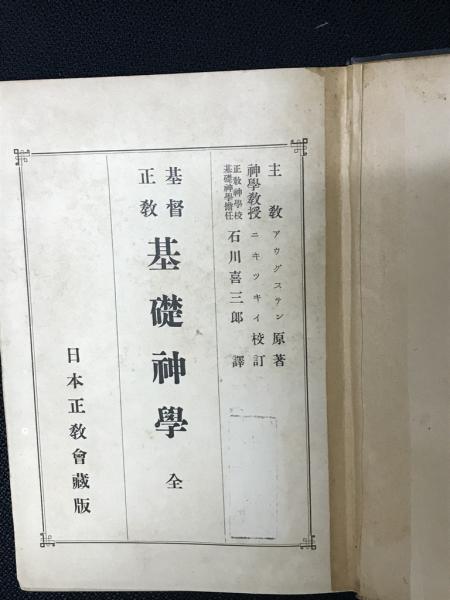 主教アウグステン原著
神學教授ニキツキイ校訂
正教神學校基礎神學擔任石川喜三郎譯
基督正教基礎神學全
日本正教會藏版